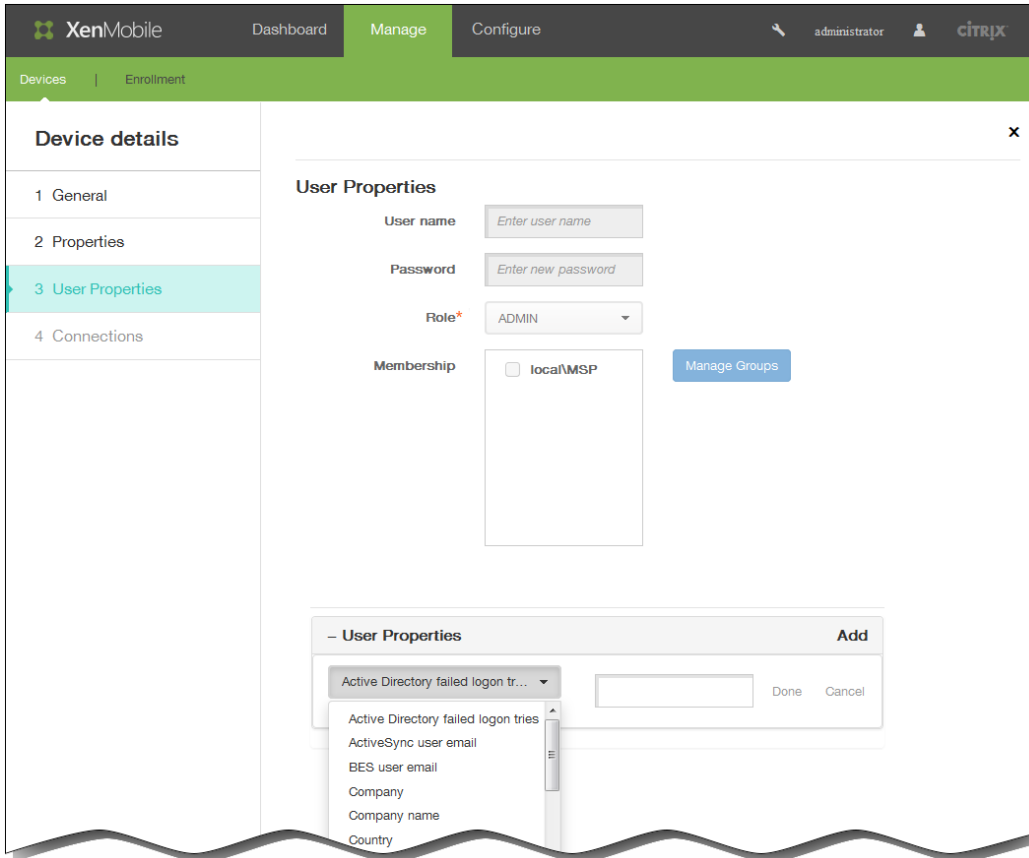 XenMobile Dashboard Manage Configure administrator CITRIX
Devices | Enrollment
Device details
x
1 General
2 Properties
3 User Properties
4 Connections
User Properties
User name Enter user name
Password Enter new password
Role* ADMIN
Membership local\MSP Manage Groups
– User Properties Add
Active Directory failed logon tr... Done Cancel
Active Directory failed logon tries
ActiveSync user email
BES user email
Company
Company name
Country